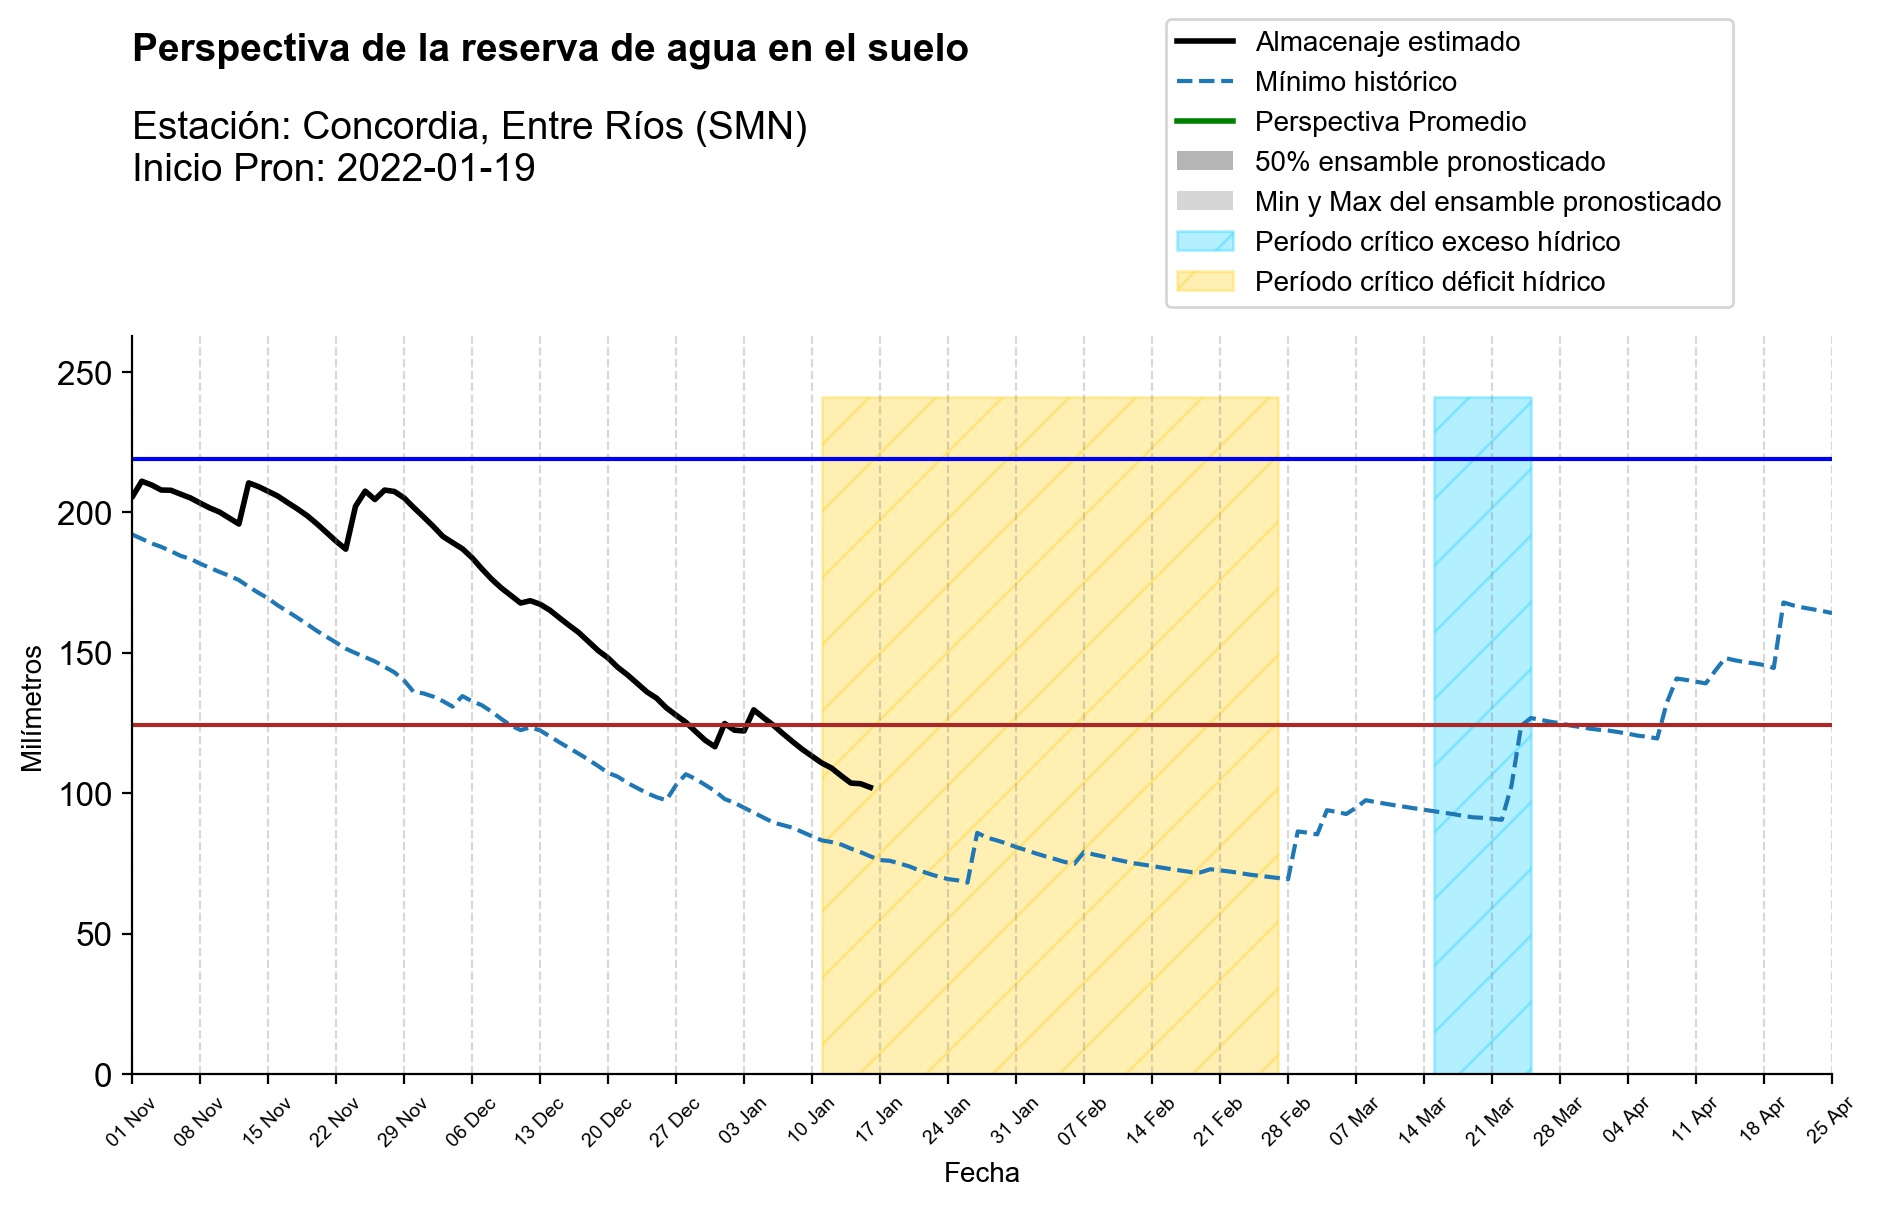 Perspectiva de la reserva de agua en el suelo
Estación: Concordia, Entre Ríos (SMN)
Inicio Pron: 2022-01-19
Almacenaje estimado
Mínimo histórico
Perspectiva Promedio
50% ensamble pronosticado
Min y Max del ensamble pronosticado
Período crítico exceso hídrico
Período crítico déficit hídrico
250
200
150
100
50
0
Milímetros
01 Nov
08 Nov
15 Nov
22 Nov
29 Nov
06 Dec
13 Dec
20 Dec
27 Dec
03 Jan
10 Jan
17 Jan
24 Jan
31 Jan
07 Feb
14 Feb
21 Feb
28 Feb
07 Mar
14 Mar
21 Mar
28 Mar
04 Apr
11 Apr
18 Apr
25 Apr
Fecha